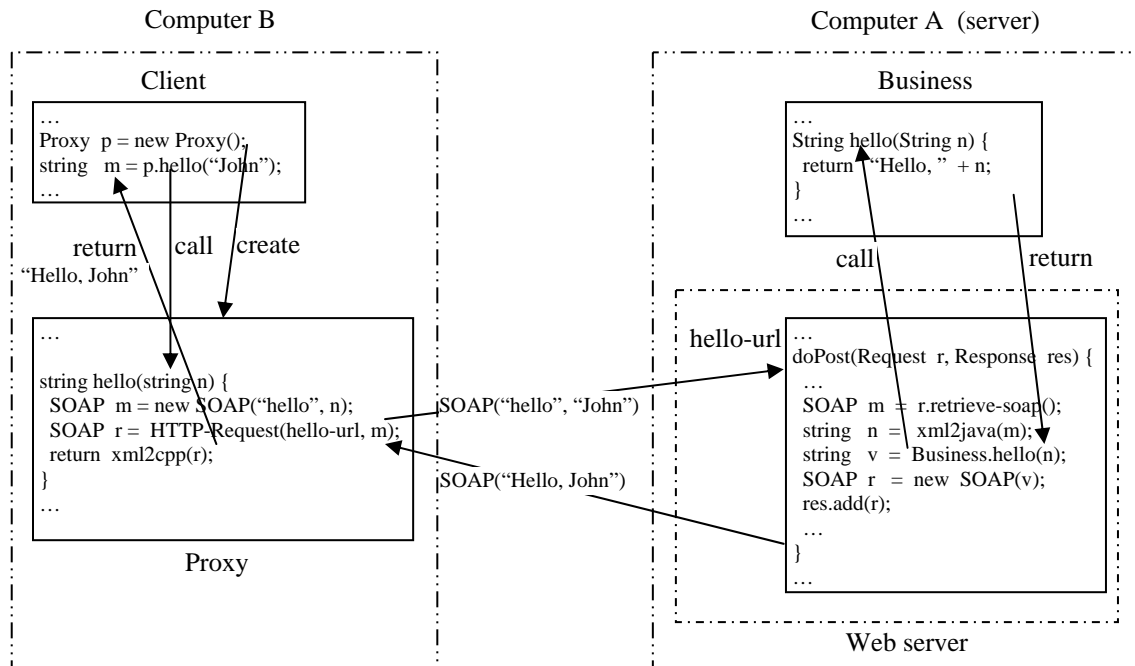 Computer B
Computer A (server)
Client
Business
…
Proxy p = new Proxy();
string m = p.hello(“John”);
…
…
String hello(String n) {
return “Hello, ” + n;
}
…
return
call
create
“Hello, John”
call
return
…
string hello(string n) {
SOAP m = new SOAP(“hello”, n);
SOAP r = HTTP-Request(hello-url, m);
return xml2cpp(r);
}
…
Proxy
SOAP(“hello”, “John”)
SOAP(“Hello, John”)
hello-url
…
doPost(Request r, Response res) {
…
SOAP m = r.retrieve-soap();
string n = xml2java(m);
string v = Business.hello(n);
SOAP r = new SOAP(v);
res.add(r);
…
}
…
Web server